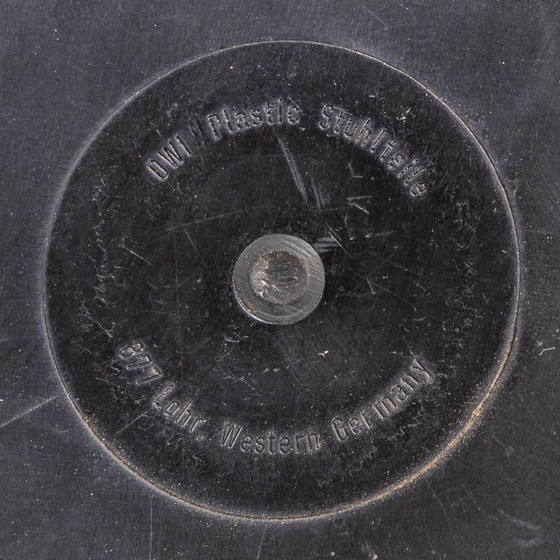 OWI Plastic Stuhlteile
877 Lohr, Western Germany